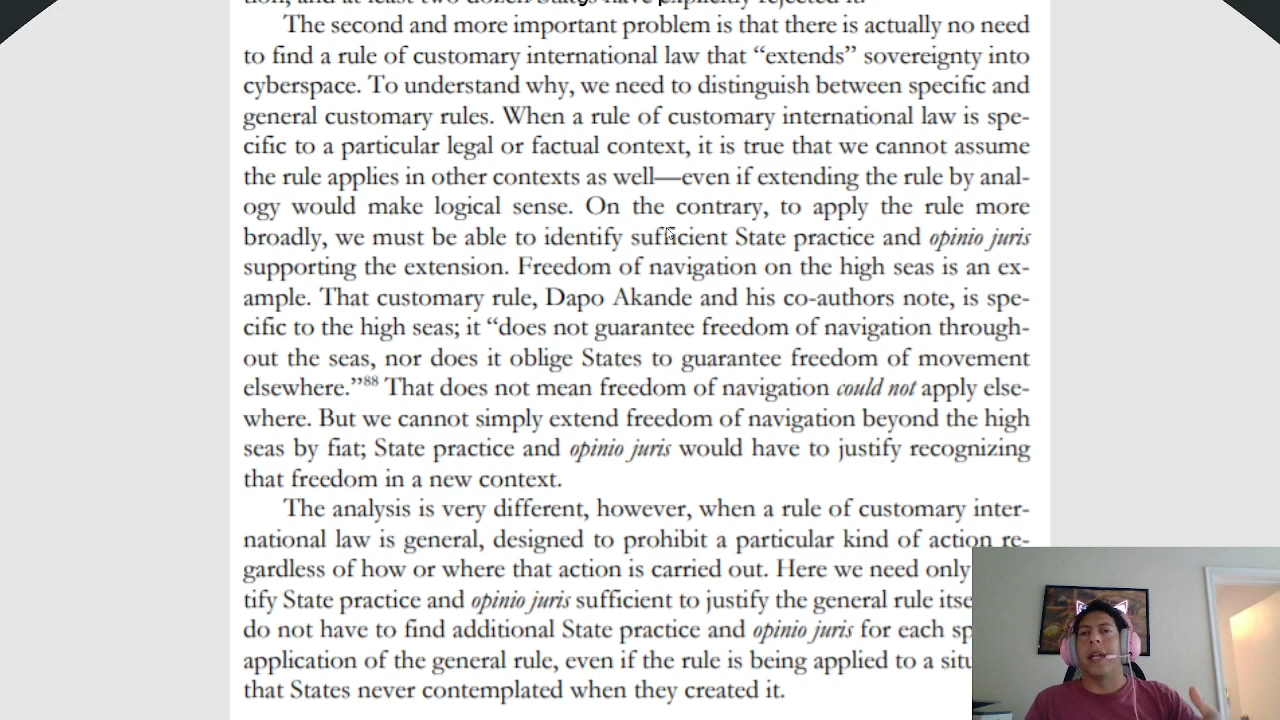 The second and more important problem is that there is actually no need
to find a rule of customary international law that “extends” sovereignty into
cyberspace. To understand why, we need to distinguish between specific and
general customary rules. When a rule of customary international law is spe-
cific to a particular legal or factual context, it is true that we cannot assume
the rule applies in other contexts as well—even if extending the rule by anal-
ogy would make logical sense. On the contrary, to apply the rule more
broadly, we must be able to identify sufficient State practice and opinio juris
supporting the extension. Freedom of navigation on the high seas is an ex-
ample. That customary rule, Dapo Akande and his co-authors note, is spe-
cific to the high seas; it “does not guarantee freedom of navigation through-
out the seas, nor does it oblige States to guarantee freedom of movement
elsewhere.”88 That does not mean freedom of navigation could not apply else-
where. But we cannot simply extend freedom of navigation beyond the high
seas by fiat; State practice and opinio juris would have to justify recognizing
that freedom in a new context.
The analysis is very different, however, when a rule of customary inter-
national law is general, designed to prohibit a particular kind of action re-
gardless of how or where that action is carried out. Here we need only
tify State practice and opinio juris sufficient to justify the general rule
do not have to find additional State practice and opinio juris for each
application of the general rule, even if the rule is being applied to a
that States never contemplated when they created it.